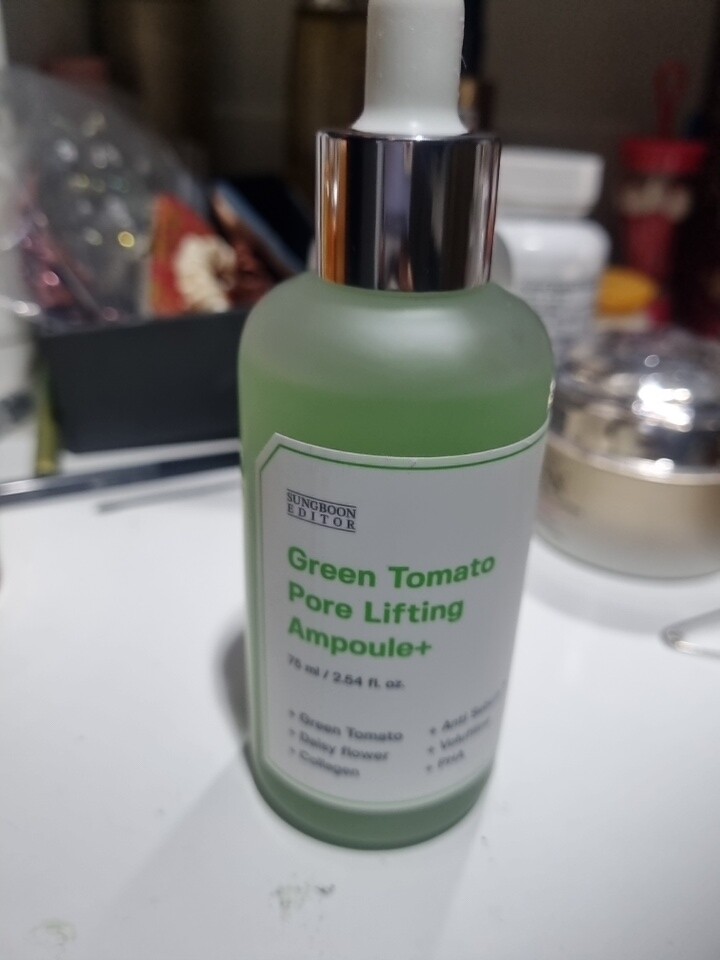 SUNGBOON
EDITOR
Green Tomato
Pore Lifting
Ampoule+
75 ml / 2.54 fl. oz.
+ Green Tomato
+ Daisy flower
+ Collagen
+ Anti
+
+ PHA